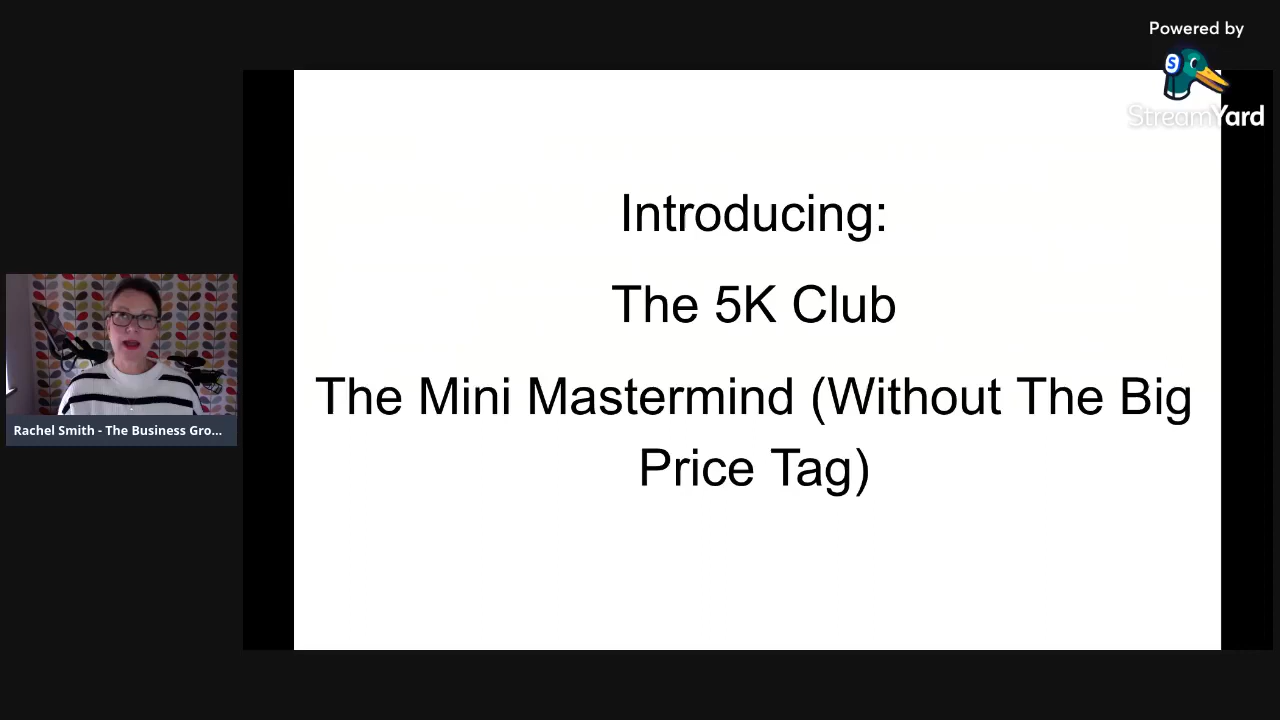 Powered by
StreamYard
Introducing:
The 5K Club
The Mini Mastermind (Without The Big
Price Tag)
Rachel Smith - The Business Gro...